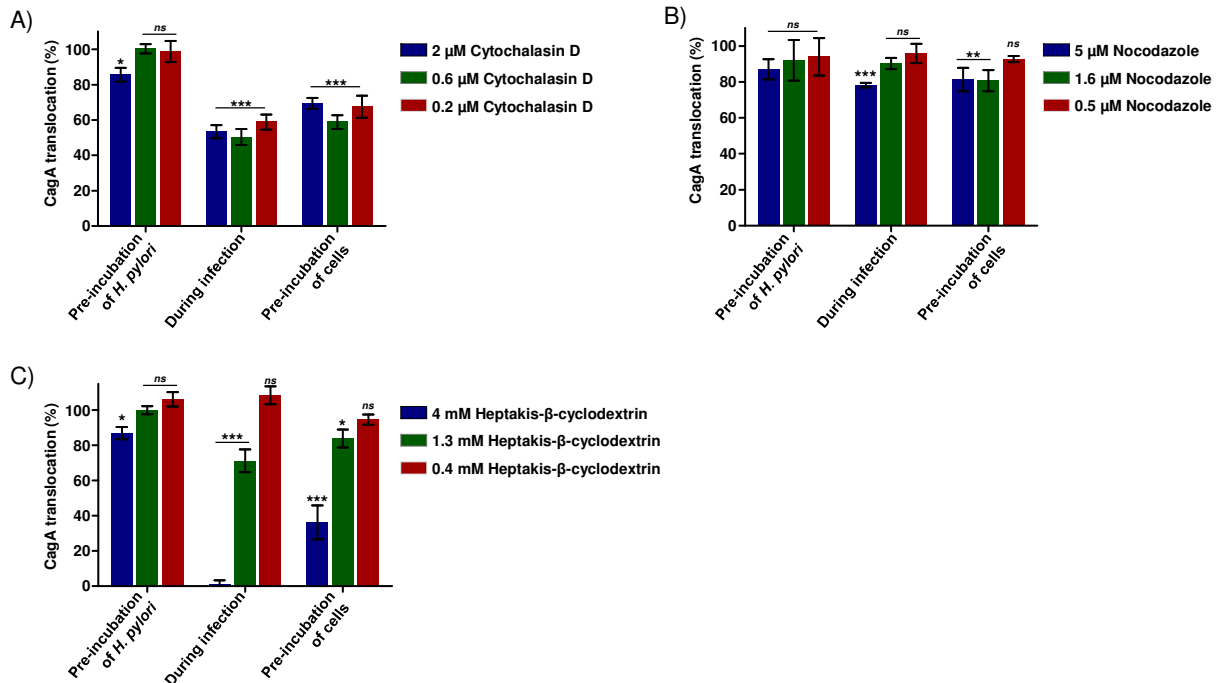 A)
CagA translocation (%)
100
80
60
40
20
0
*
ns
***
***
Pre-incubation
of H. pylori
During infection
Pre-incubation
of cells
2 µM Cytochalasin D
0.6 µM Cytochalasin D
0.2 µM Cytochalasin D
B)
CagA translocation (%)
100
80
60
40
20
0
ns
***
ns
**
ns
Pre-incubation
of H. pylori
During infection
Pre-incubation
of cells
5 µM Nocodazole
1.6 µM Nocodazole
0.5 µM Nocodazole
C)
CagA translocation (%)
100
80
60
40
20
0
*
ns
***
ns
***
*
ns
Pre-incubation
of H. pylori
During infection
Pre-incubation
of cells
4 mM Heptakis-β-cyclodextrin
1.3 mM Heptakis-β-cyclodextrin
0.4 mM Heptakis-β-cyclodextrin